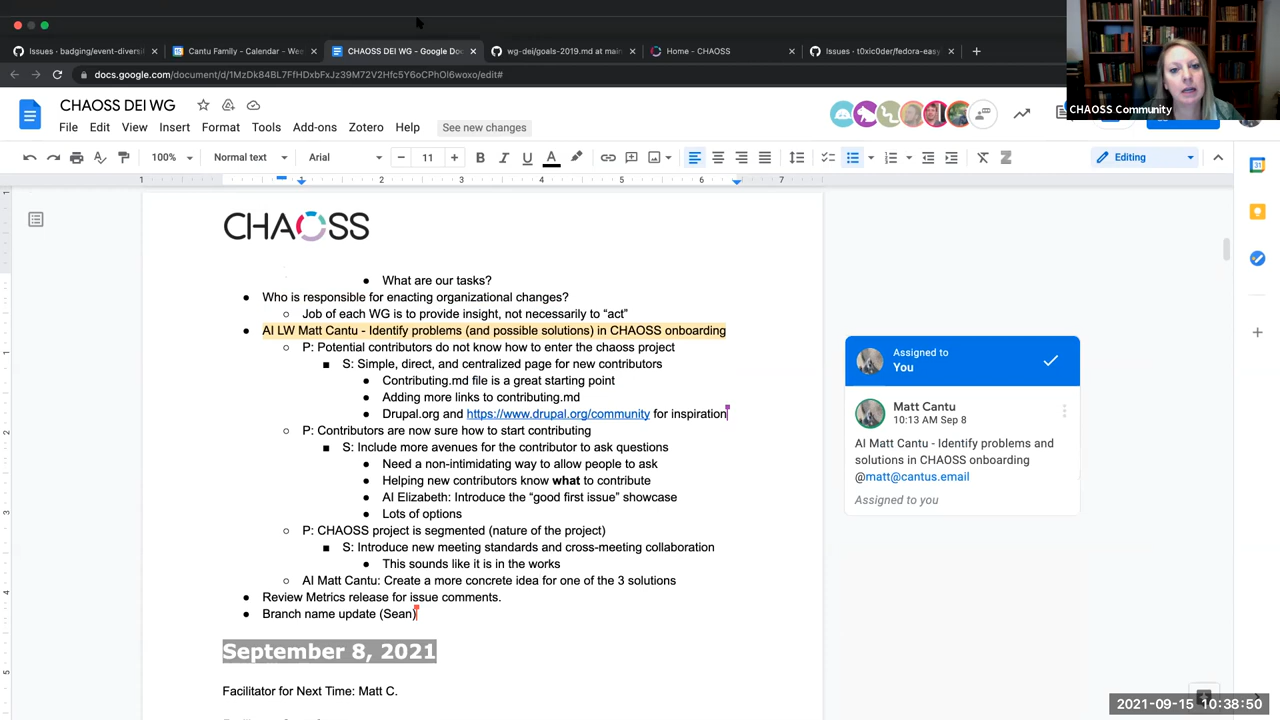 Issues · badging/event-diversi
Cantu Family - Calendar - Wee
CHAOSS DEI WG - Google Doc
wg-dei/goals-2019.md at main
Home - CHAOSS
Issues · t0xic0der/fedora-easy
docs.google.com/document/d/1MzDk84BL7FfHDxbFxJz39M72V2Hfc5Y6oCPhOl6woxo/edit#
CHAOSS Community
CHAOSS DEI WG
File Edit View Insert Format Tools Add-ons Zotero Help See new changes
100% Normal text Arial 11 Editing
1 1 2 3 4 5 6 7
CHAOSS
What are our tasks?
Who is responsible for enacting organizational changes?
Job of each WG is to provide insight, not necessarily to “act”
AI LW Matt Cantu - Identify problems (and possible solutions) in CHAOSS onboarding
P: Potential contributors do not know how to enter the chaoss project
S: Simple, direct, and centralized page for new contributors
Contributing.md file is a great starting point
Adding more links to contributing.md
Drupal.org and https://www.drupal.org/community for inspiration
P: Contributors are now sure how to start contributing
S: Include more avenues for the contributor to ask questions
Need a non-intimidating way to allow people to ask
Helping new contributors know what to contribute
AI Elizabeth: Introduce the “good first issue” showcase
Lots of options
P: CHAOSS project is segmented (nature of the project)
S: Introduce new meeting standards and cross-meeting collaboration
This sounds like it is in the works
AI Matt Cantu: Create a more concrete idea for one of the 3 solutions
Review Metrics release for issue comments.
Branch name update (Sean)
September 8, 2021
Facilitator for Next Time: Matt C.
Assigned to
You
Matt Cantu
10:13 AM Sep 8
AI Matt Cantu - Identify problems and
solutions in CHAOSS onboarding
@matt@cantus.email
Assigned to you
2021-09-15 10:38:50